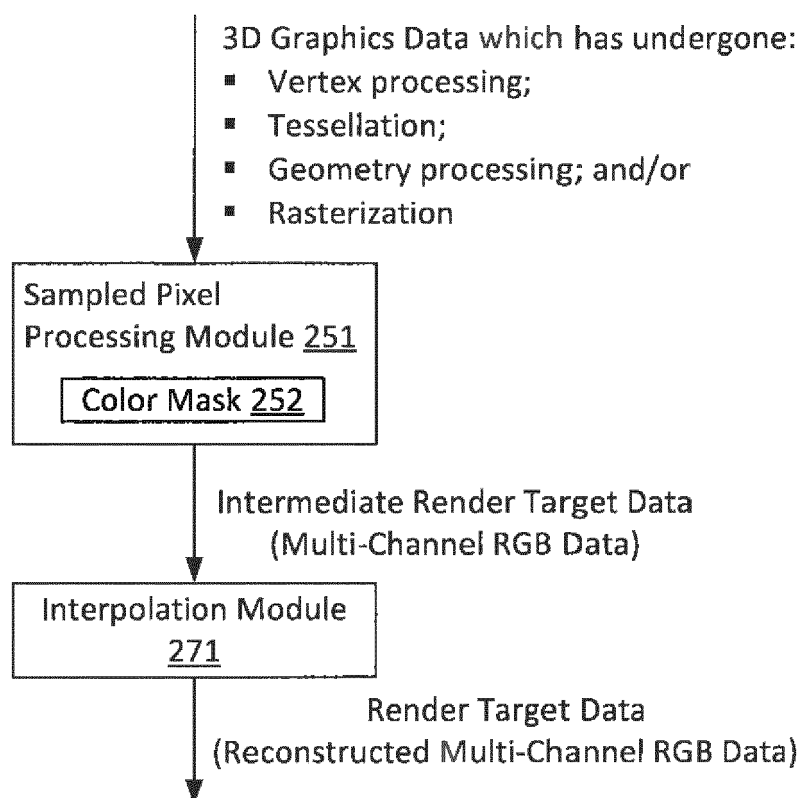 3D Graphics Data which has undergone:
▪ Vertex processing;
▪ Tessellation;
▪ Geometry processing; and/or
▪ Rasterization
Sampled Pixel
Processing Module 251
Color Mask 252
Intermediate Render Target Data
(Multi-Channel RGB Data)
Interpolation Module
271
Render Target Data
(Reconstructed Multi-Channel RGB Data)